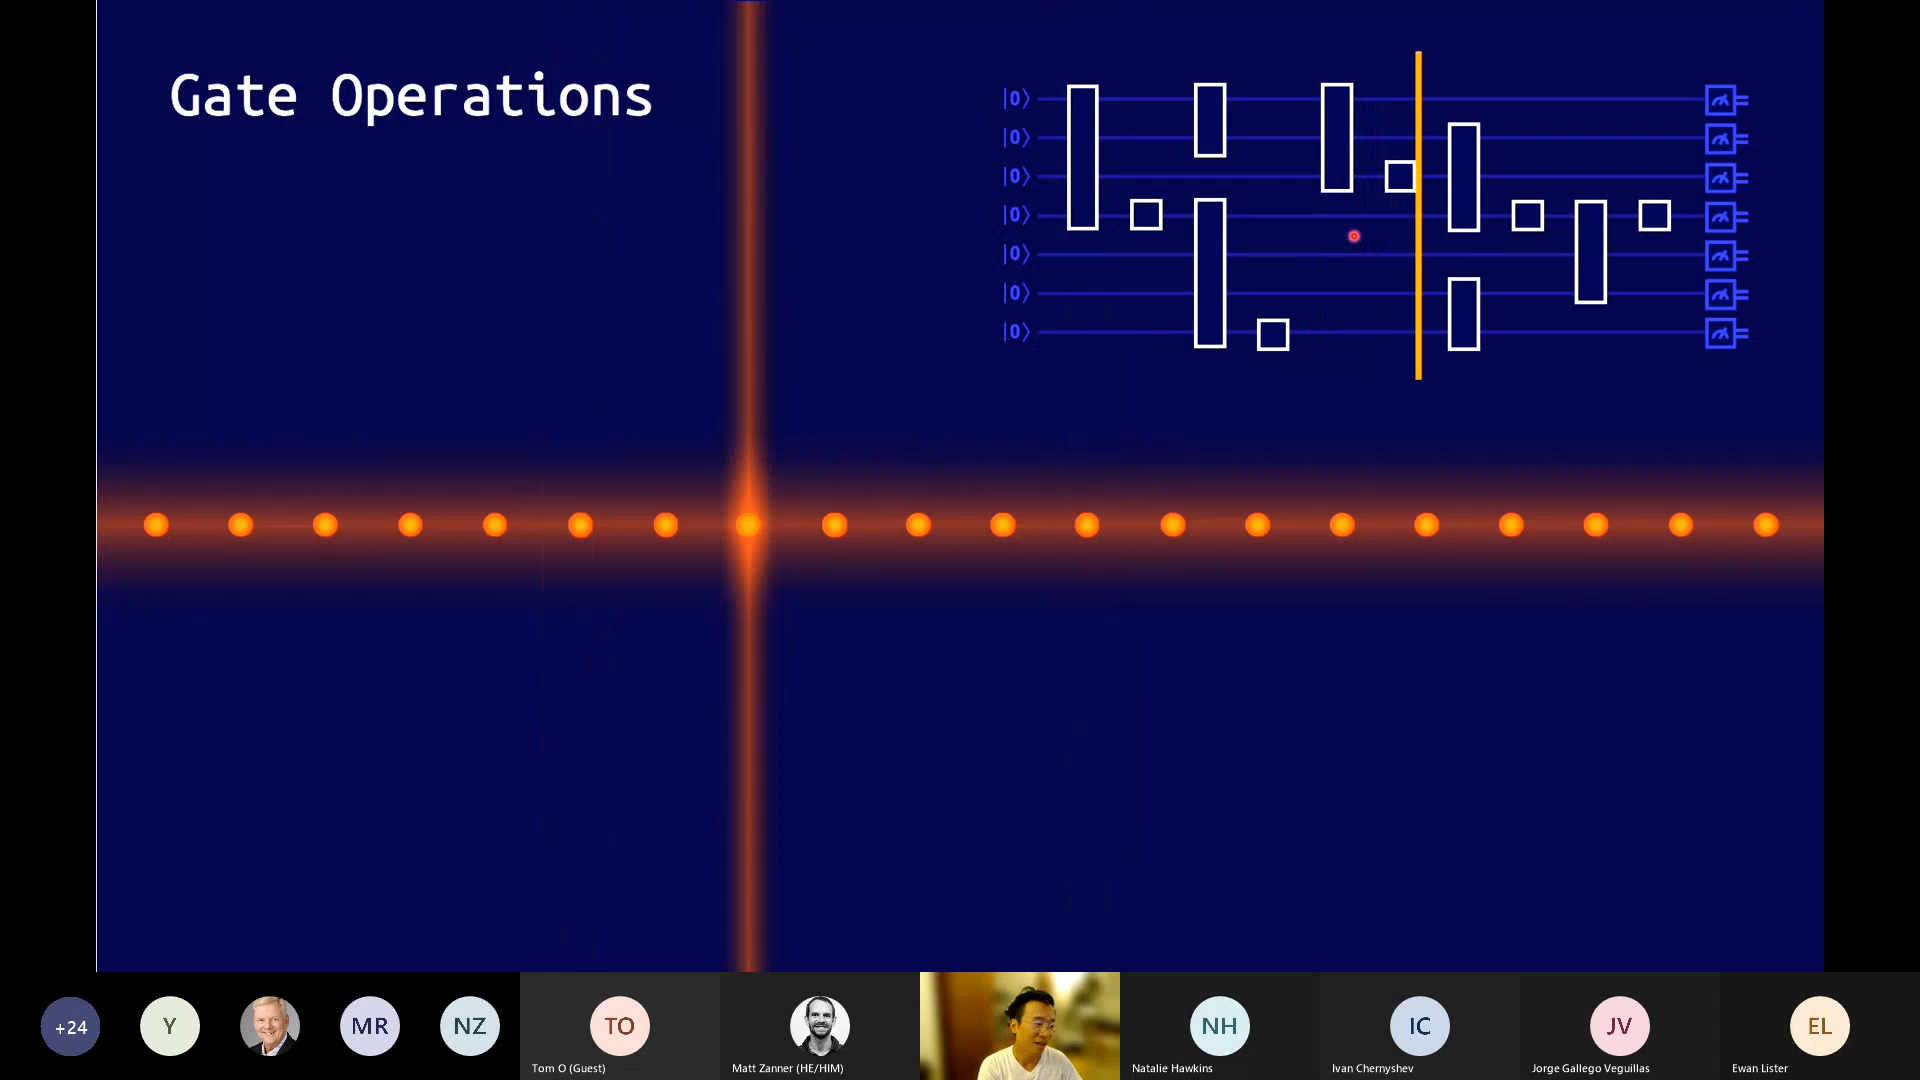 Gate Operations
|0⟩
|0⟩
|0⟩
|0⟩
|0⟩
|0⟩
|0⟩
+24
Y
MR
NZ
TO
NH
IC
JV
EL
Tom O (Guest)
Matt Zanner (HE/HIM)
Natalie Hawkins
Ivan Chernyshev
Jorge Gallego Veguillas
Ewan Lister